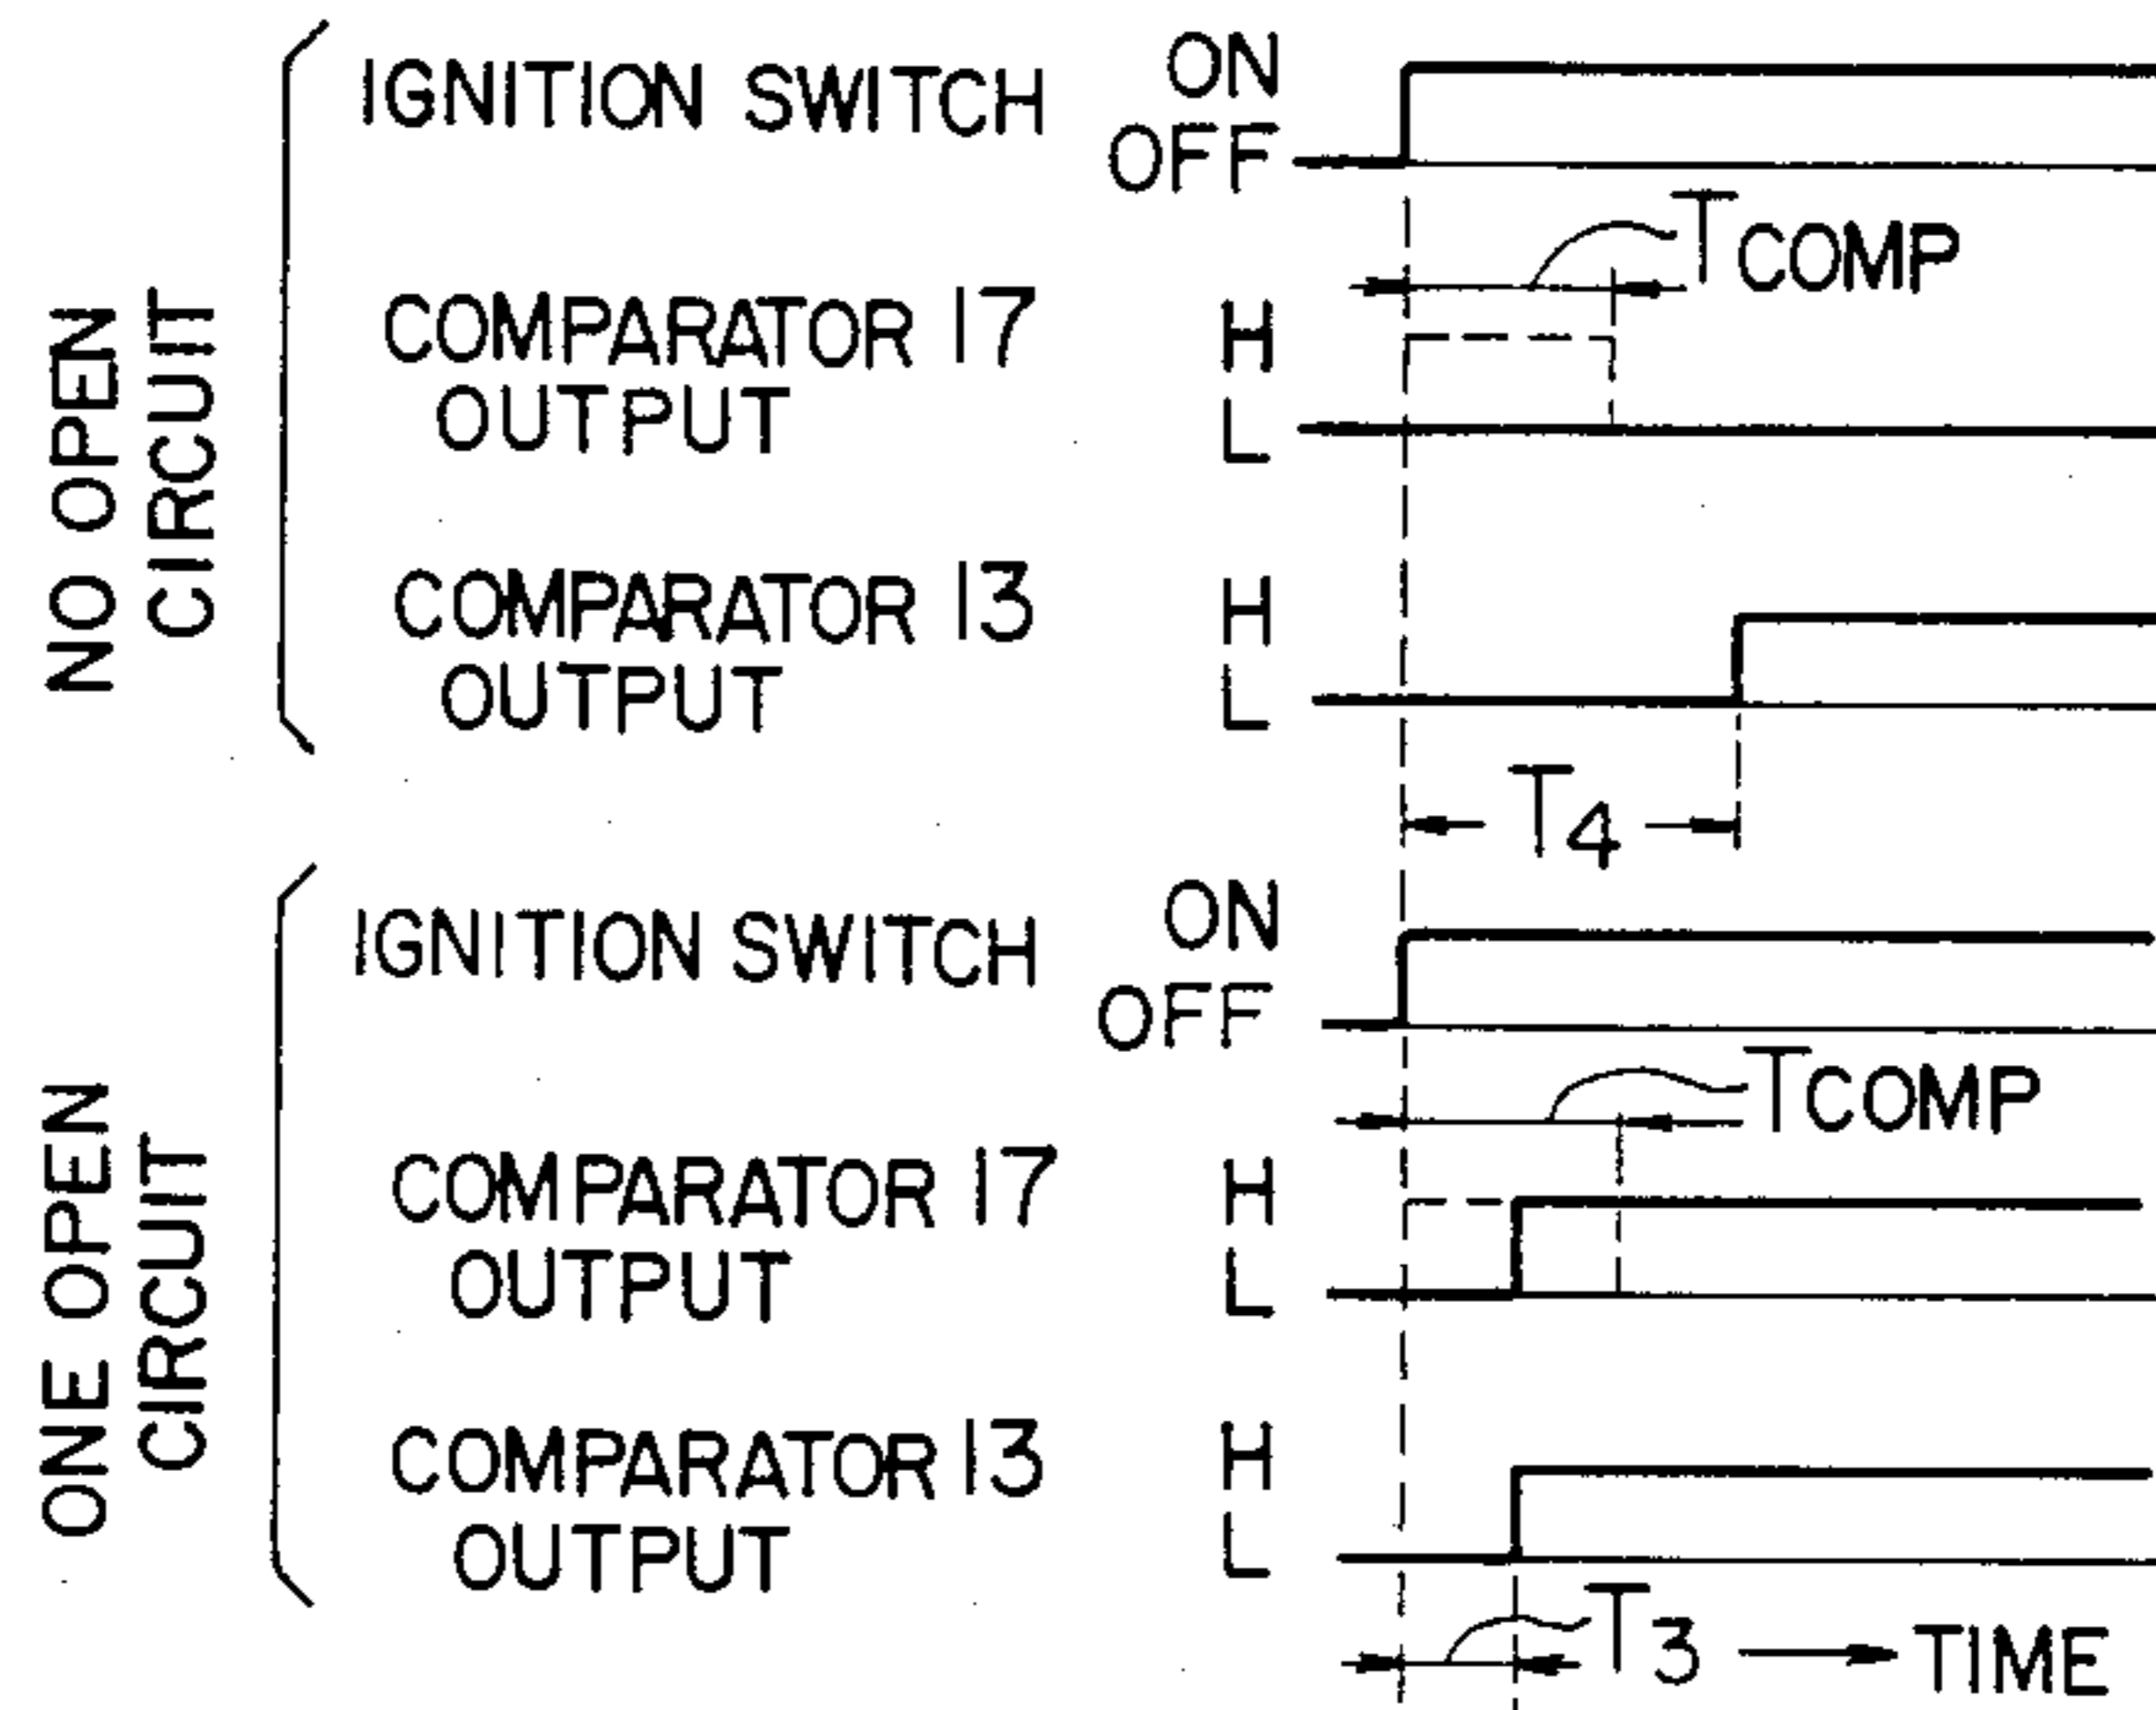 NO OPEN
CIRCUIT
IGNITION SWITCH
ON
OFF
TCOMP
COMPARATOR 17
OUTPUT
H
L
COMPARATOR 13
OUTPUT
H
L
T4
ONE OPEN
CIRCUIT
IGNITION SWITCH
ON
OFF
TCOMP
COMPARATOR 17
OUTPUT
H
L
COMPARATOR 13
OUTPUT
H
L
T3
TIME